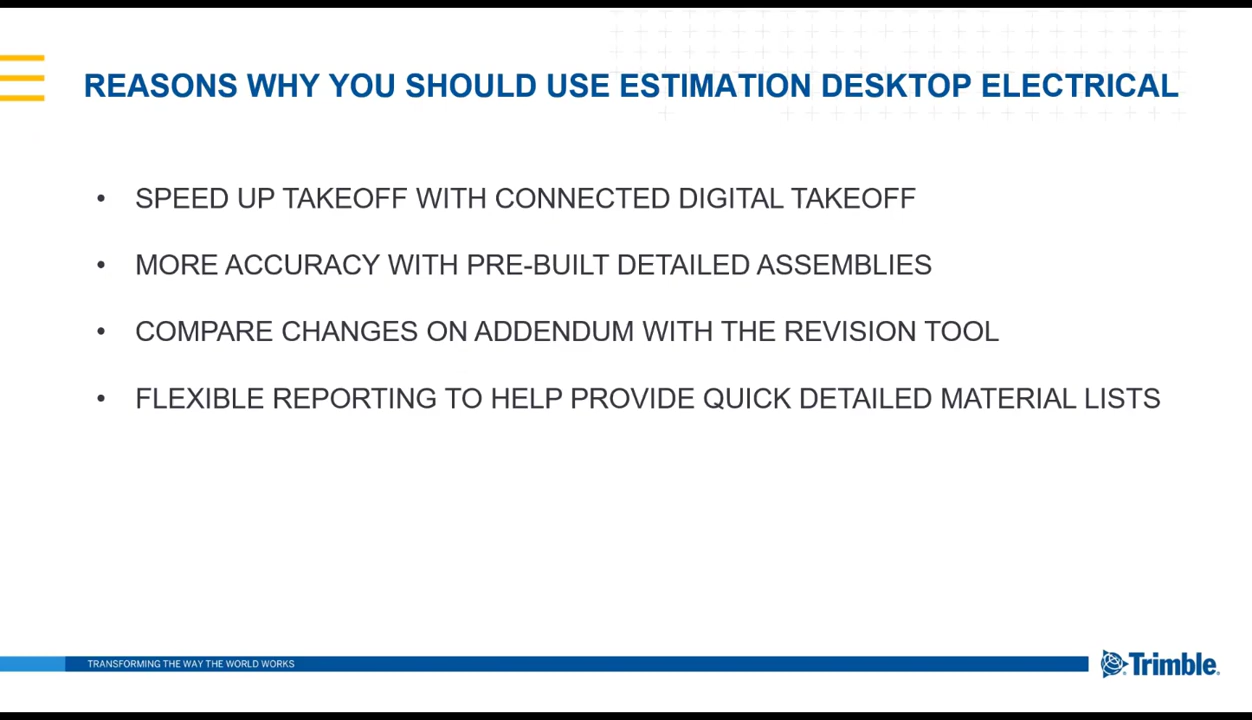 REASONS WHY YOU SHOULD USE ESTIMATION DESKTOP ELECTRICAL
• SPEED UP TAKEOFF WITH CONNECTED DIGITAL TAKEOFF
• MORE ACCURACY WITH PRE-BUILT DETAILED ASSEMBLIES
• COMPARE CHANGES ON ADDENDUM WITH THE REVISION TOOL
• FLEXIBLE REPORTING TO HELP PROVIDE QUICK DETAILED MATERIAL LISTS
TRANSFORMING THE WAY THE WORLD WORKS
Trimble.